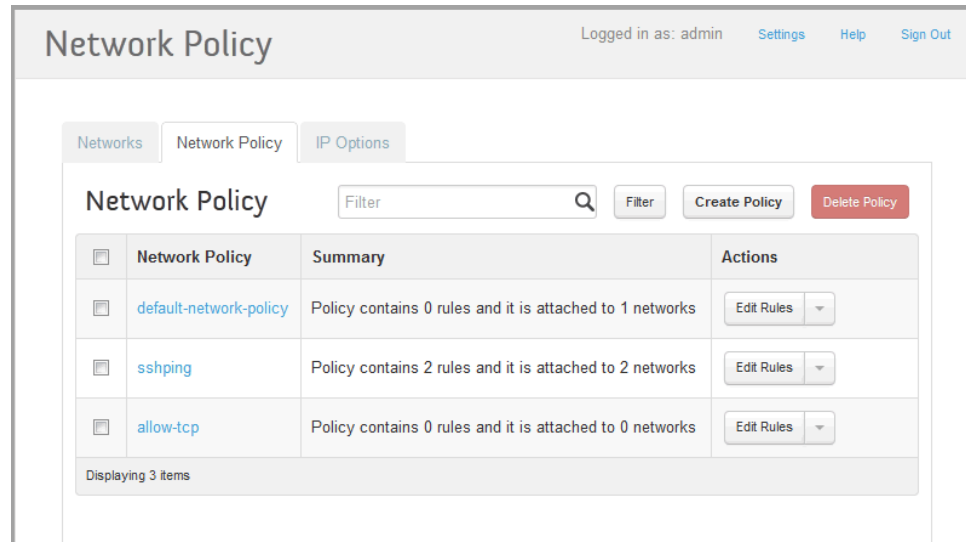 Network Policy
Logged in as: admin Settings Help Sign Out
Networks Network Policy IP Options
Network Policy Filter Filter Create Policy Delete Policy
Network Policy Summary Actions
default-network-policy Policy contains 0 rules and it is attached to 1 networks Edit Rules
sshping Policy contains 2 rules and it is attached to 2 networks Edit Rules
allow-tcp Policy contains 0 rules and it is attached to 0 networks Edit Rules
Displaying 3 items